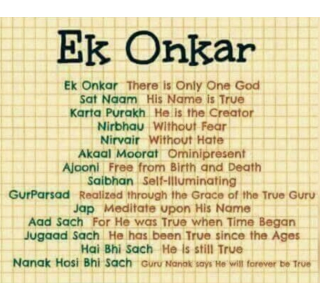 Ek Onkar
Ek Onkar There is Only One God
Sat Naam His Name is True
Karta Purakh He is the Creator
Nirbhau Without Fear
Nirvair Without Hate
Akaal Moorat Ominipresent
Ajooni Free from Birth and Death
Saibhan Self-Illuminating
GurParsad Realized through the Grace of the True Guru
Jap Meditate upon His Name
Aad Sach For He was True when Time Began
Jugaad Sach He has been True since the Ages
Hai Bhi Sach He is still True
Nanak Hosi Bhi Sach Guru Nanak says He will forever be True